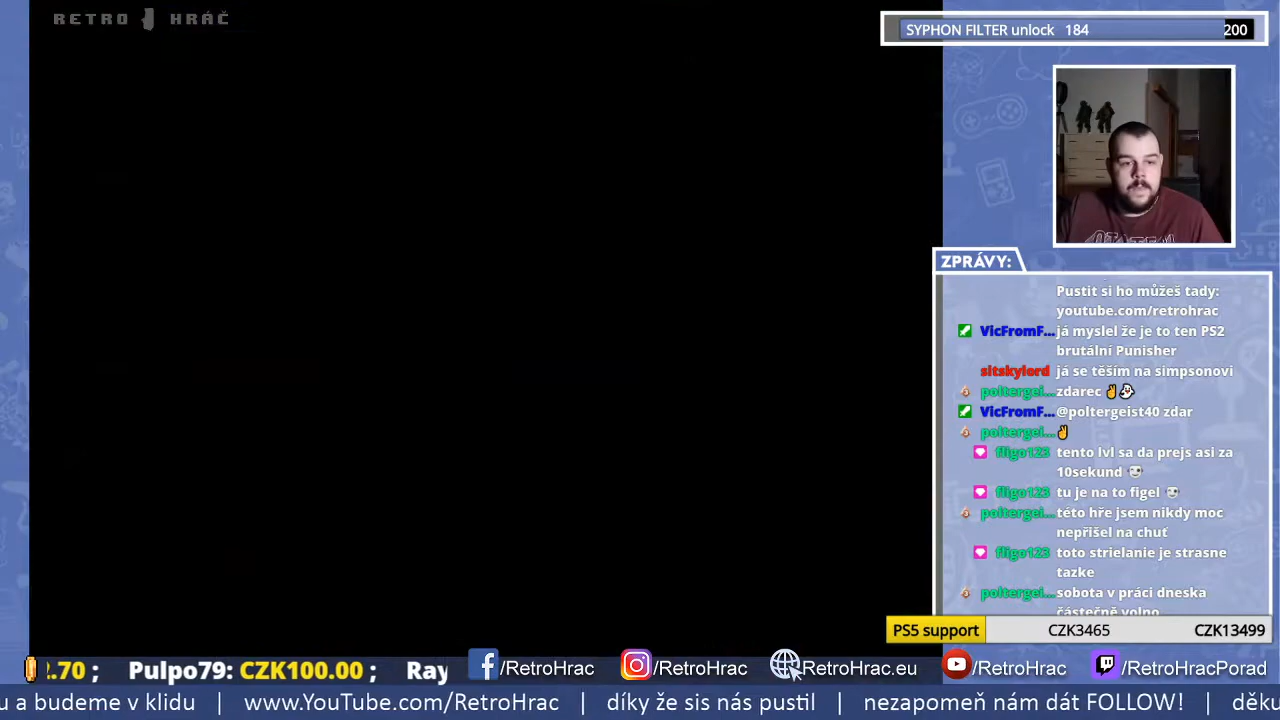 RETRO HRÁČ
SYPHON FILTER unlock 184 200
ZPRÁVY:
Pustit si ho můžeš tady:
youtube.com/retrohrac
VicFromF... já myslel že je to ten PS2
brutální Punisher
sitskylord já se těším na simpsonovi
poltergei... zdarec ✌👻
VicFromF... @poltergeist40 zdar
poltergei... ✌
fligo123 tento lvl sa da prejs asi za
10sekund
fligo123 tu je na to figel
poltergei... této hře jsem nikdy moc
nepřišel na chuť
fligo123 toto strielanie je strasne
tazke
poltergei... sobota v práci dneska
částečně volno
PS5 support CZK3465 CZK13499
2.70 ; Pulpo79: CZK100.00 ; Ray
/RetroHrac /RetroHrac RetroHrac.eu /RetroHrac /RetroHracPorad
u a budeme v klidu | www.YouTube.com/RetroHrac | díky že sis nás pustil | nezapomeň nám dát FOLLOW! | děku